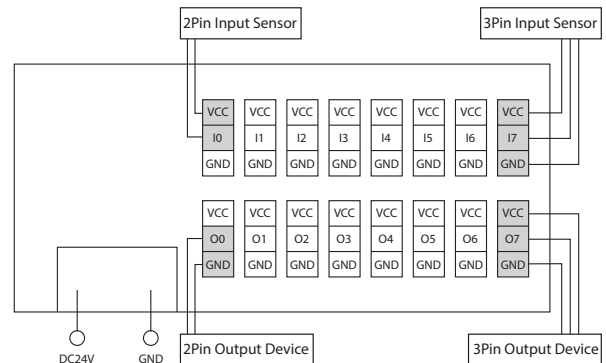 2Pin Input Sensor 3Pin Input Sensor
VCC VCC VCC VCC VCC VCC VCC VCC
I0 I1 I2 I3 I4 I5 I6 I7
GND GND GND GND GND GND GND GND
VCC VCC VCC VCC VCC VCC VCC VCC
O0 O1 O2 O3 O4 O5 O6 O7
GND GND GND GND GND GND GND GND
DC24V GND 2Pin Output Device 3Pin Output Device